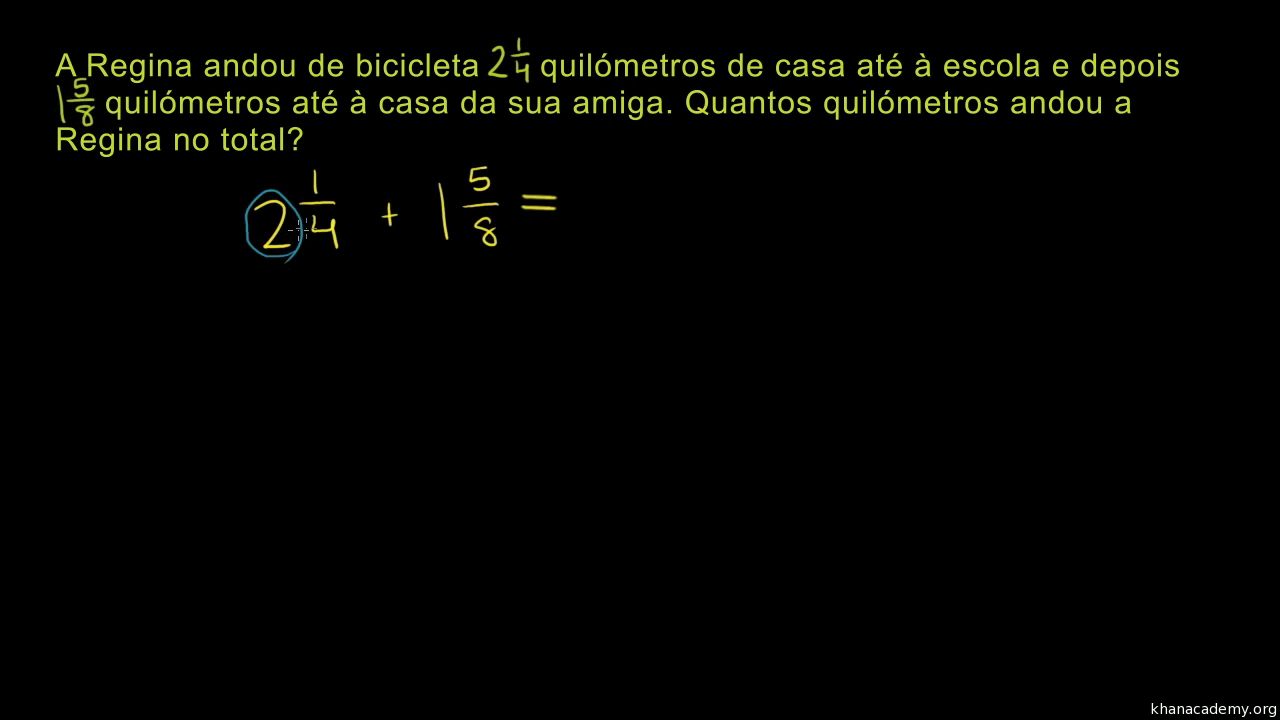 A Regina andou de bicicleta 2 1/4 quilómetros de casa até à escola e depois
1 5/8 quilómetros até à casa da sua amiga. Quantos quilómetros andou a
Regina no total?
2 1/4 + 1 5/8 =
khanacademy.org